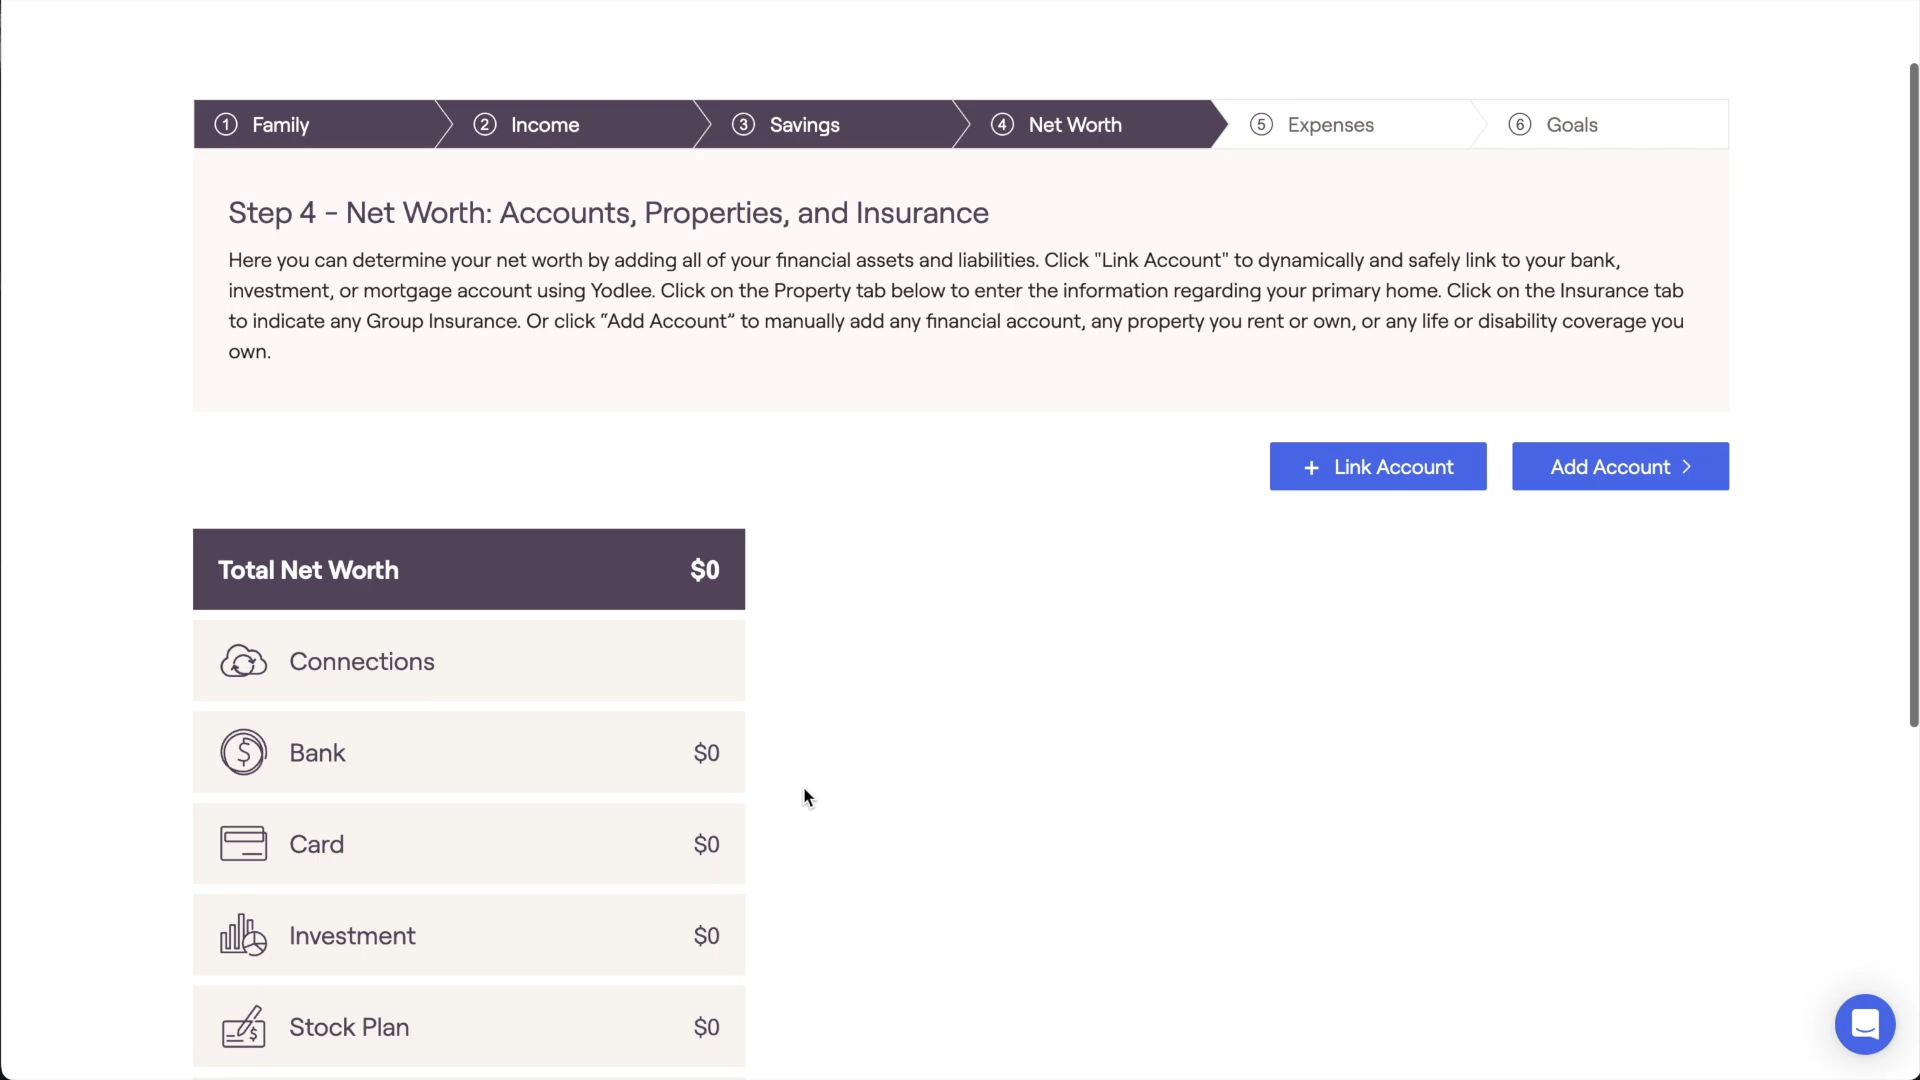 1 Family
2 Income
3 Savings
4 Net Worth
5 Expenses
6 Goals
Step 4 - Net Worth: Accounts, Properties, and Insurance
Here you can determine your net worth by adding all of your financial assets and liabilities. Click "Link Account" to dynamically and safely link to your bank,
investment, or mortgage account using Yodlee. Click on the Property tab below to enter the information regarding your primary home. Click on the Insurance tab
to indicate any Group Insurance. Or click “Add Account” to manually add any financial account, any property you rent or own, or any life or disability coverage you
own.
+ Link Account
Add Account >
Total Net Worth $0
Connections
Bank $0
Card $0
Investment $0
Stock Plan $0